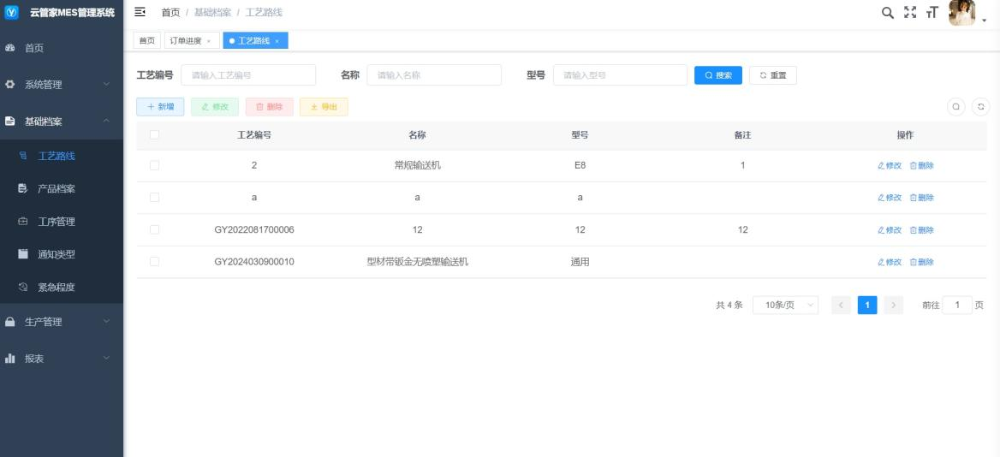 云管家MES管理系统
首页 / 基础档案 / 工艺路线
首页 订单进度 × 工艺路线 ×
首页
系统管理
基础档案
工艺路线
产品档案
工序管理
通知类型
紧急程度
生产管理
报表
工艺编号 请输入工艺编号 名称 请输入名称 型号 请输入型号 搜索 重置
新增 修改 删除 导出
工艺编号 名称 型号 备注 操作
2 常规输送机 E8 1 修改 删除
a a a 修改 删除
GY2022081700006 12 12 12 修改 删除
GY2024030900010 型材带钣金无喷塑输送机 通用 修改 删除
共 4 条 10条/页 1 前往 1 页